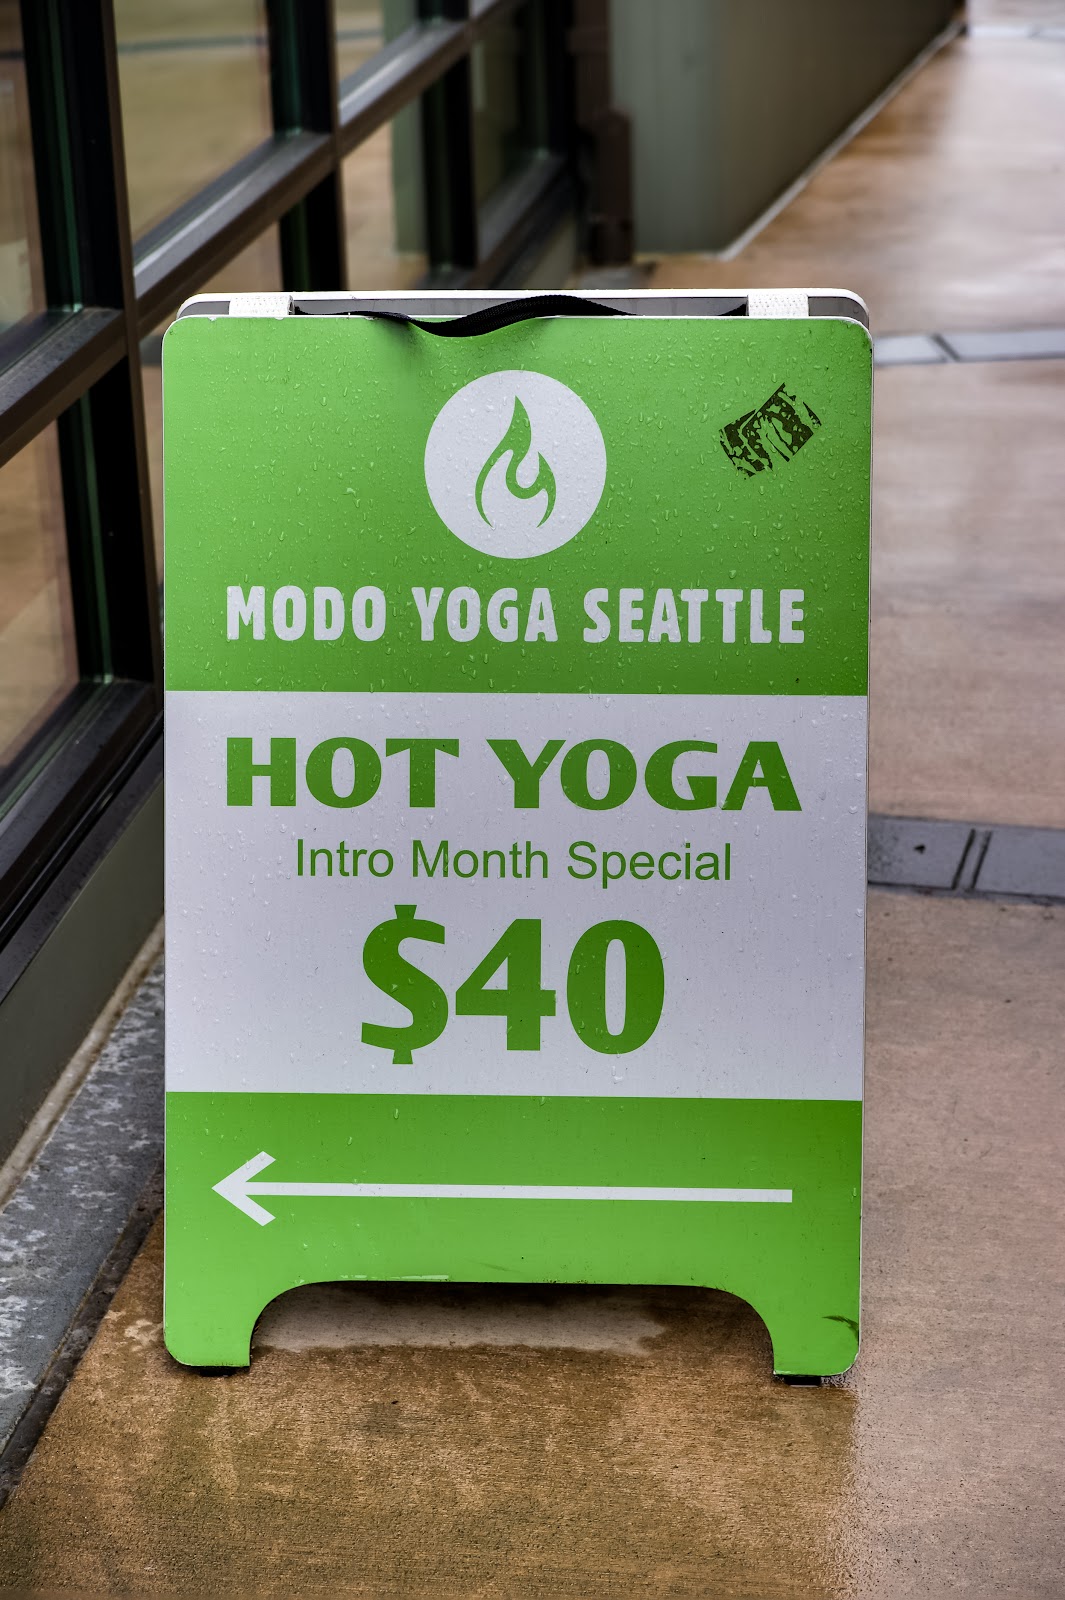 MODO YOGA SEATTLE
HOT YOGA
Intro Month Special
$40